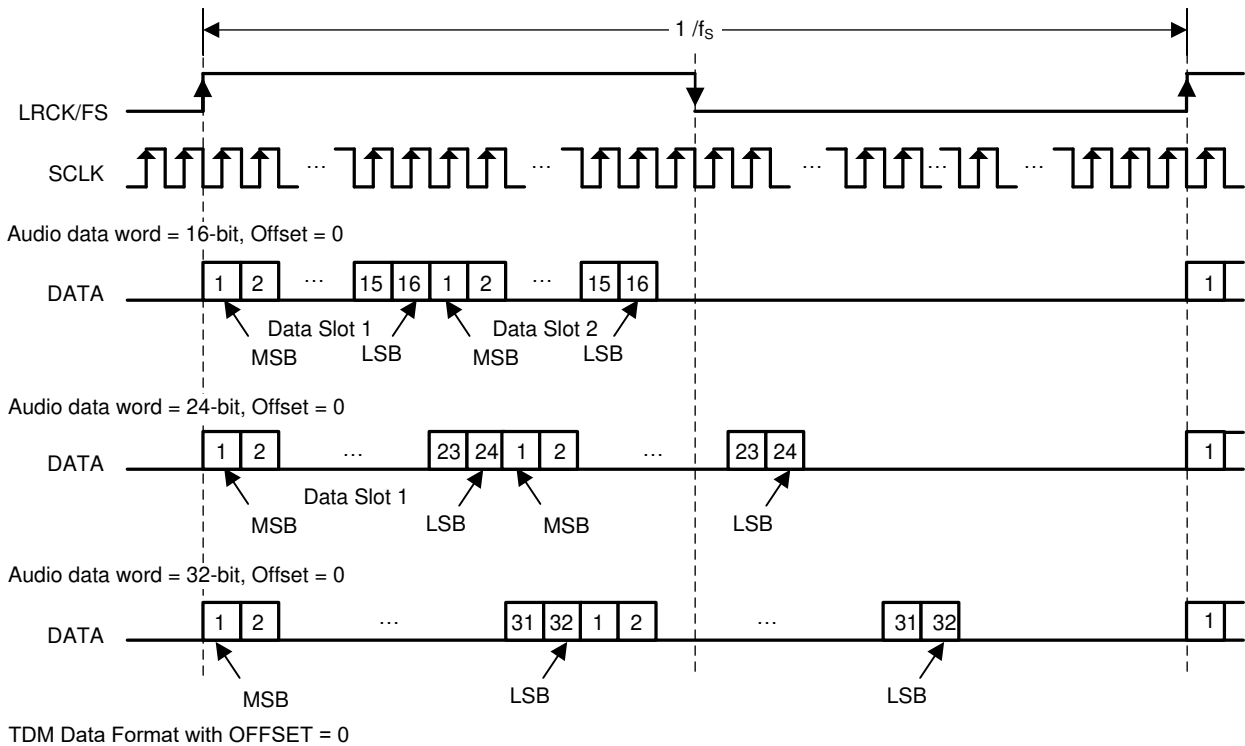 1 /fS
LRCK/FS
SCLK … … … … …
Audio data word = 16-bit, Offset = 0
DATA 1 2 … 15 16 1 2 … 15 16 1
Data Slot 1 Data Slot 2
MSB LSB MSB LSB
Audio data word = 24-bit, Offset = 0
DATA 1 2 … 23 24 1 2 … 23 24 1
Data Slot 1
MSB LSB MSB LSB
Audio data word = 32-bit, Offset = 0
DATA 1 2 … 31 32 1 2 … 31 32 1
MSB LSB LSB
TDM Data Format with OFFSET = 0